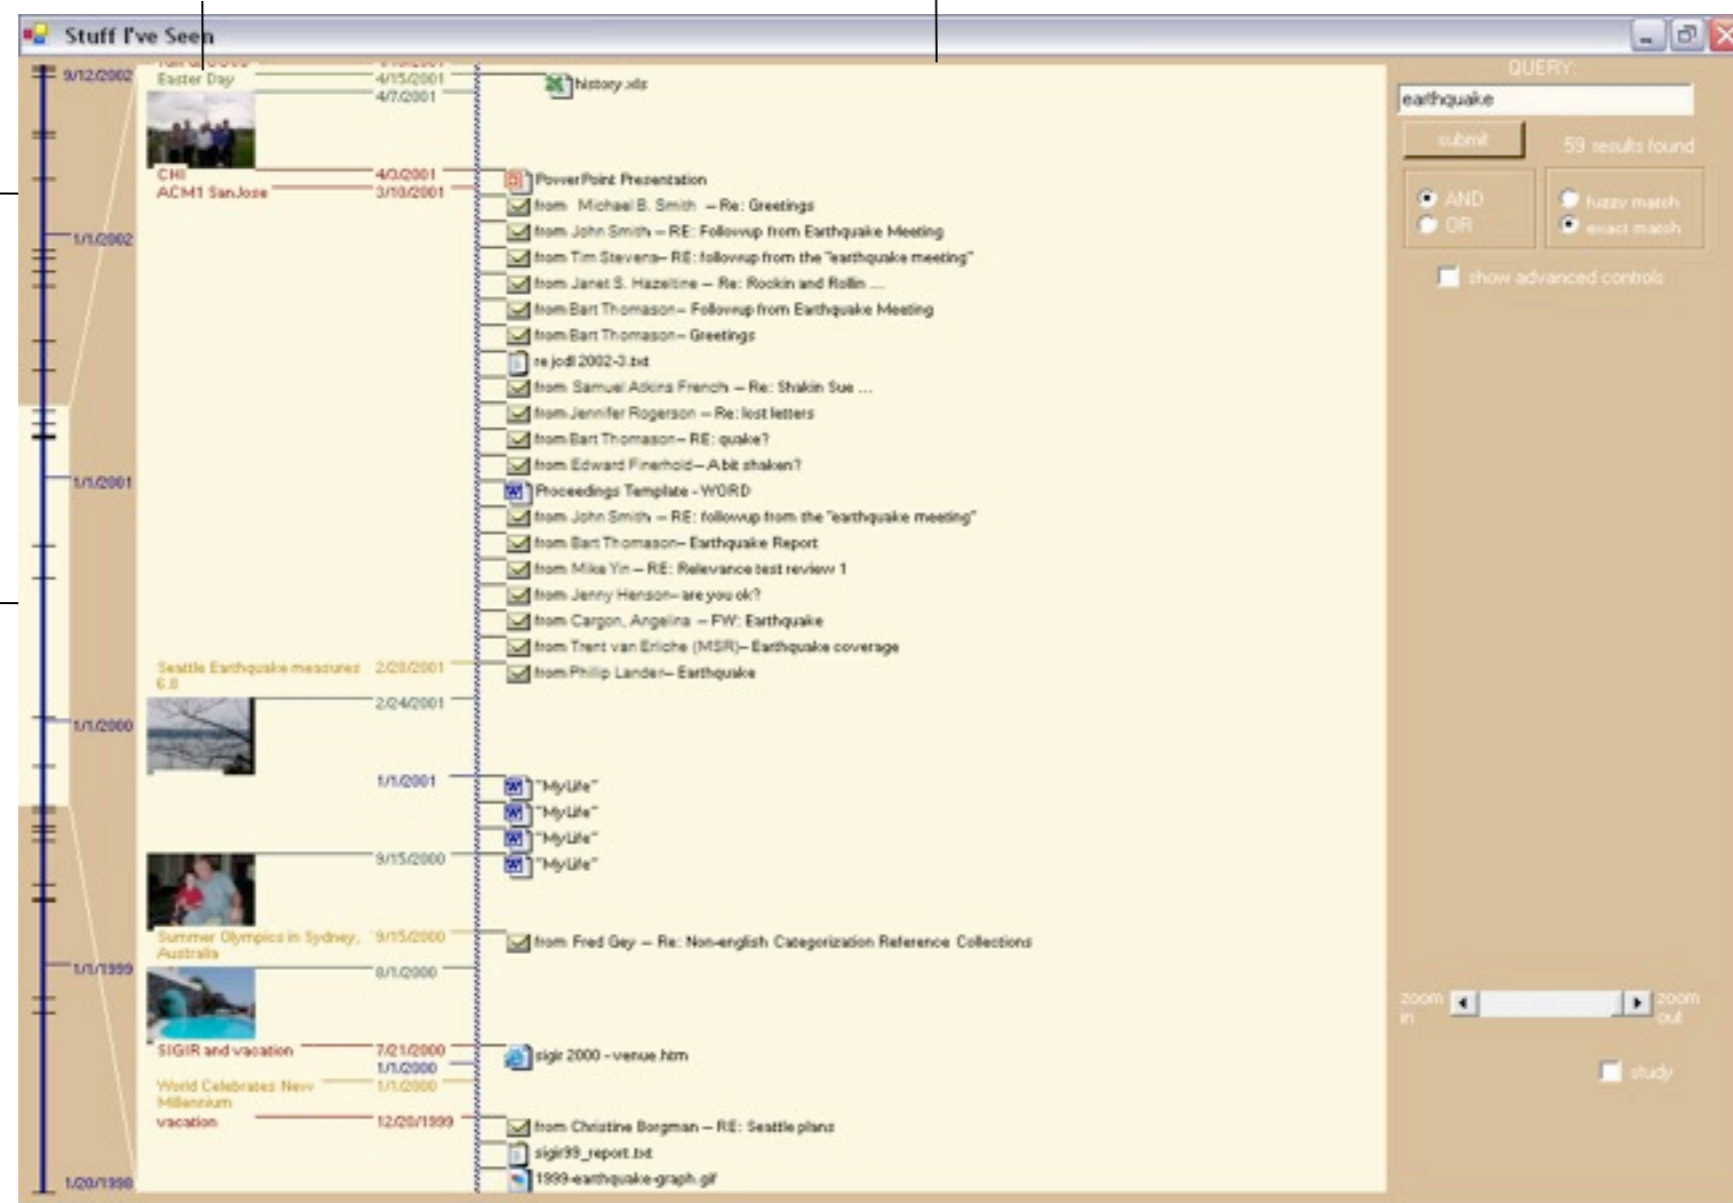 Stuff I've Seen
9/12/2002
1/1/2002
1/1/2001
1/1/2000
1/1/1999
1/20/1998
Easter Day 4/15/2001
4/7/2001
CHI 4/3/2001
ACM1 SanJose 3/10/2001
Seattle Earthquake measures 2/28/2001
6.8
2/24/2001
1/1/2001
9/15/2000
Summer Olympics in Sydney, 9/15/2000
Australia
8/1/2000
SIGIR and vacation 7/21/2000
1/1/2000
World Celebrates New 1/1/2000
Millennium
vacation 12/20/1999
history.xls
PowerPoint Presentation
from Michael B. Smith – Re: Greetings
from John Smith – RE: Followup from Earthquake Meeting
from Tim Stevens– RE: followup from the "earthquake meeting"
from Janet S. Hazeltine – Re: Rockin and Rollin ...
from Bart Thomason– Followup from Earthquake Meeting
from Bart Thomason– Greetings
re jcdl 2002-3.txt
from Samuel Atkins French – Re: Shakin Sue ...
from Jennifer Rogerson – Re: lost letters
from Bart Thomason– RE: quake?
from Edward Finerhold– A bit shaken?
Proceedings Template - WORD
from John Smith – RE: followup from the "earthquake meeting"
from Bart Thomason– Earthquake Report
from Mike Yin – RE: Relevance test review 1
from Jenny Henson– are you ok?
from Cargon, Angelina – FW: Earthquake
from Trent van Eriche (MSR)– Earthquake coverage
from Philip Lander– Earthquake
"MyLife"
"MyLife"
"MyLife"
"MyLife"
from Fred Gey – Re: Non-english Categorization Reference Collections
sigir 2000 - venue.htm
from Christine Borgman – RE: Seattle plans
sigir99_report.txt
1999-earthquake-graph.gif
QUERY:
earthquake
submit
59 results found
AND
OR
fuzzy match
exact match
show advanced controls
zoom in
zoom out
study